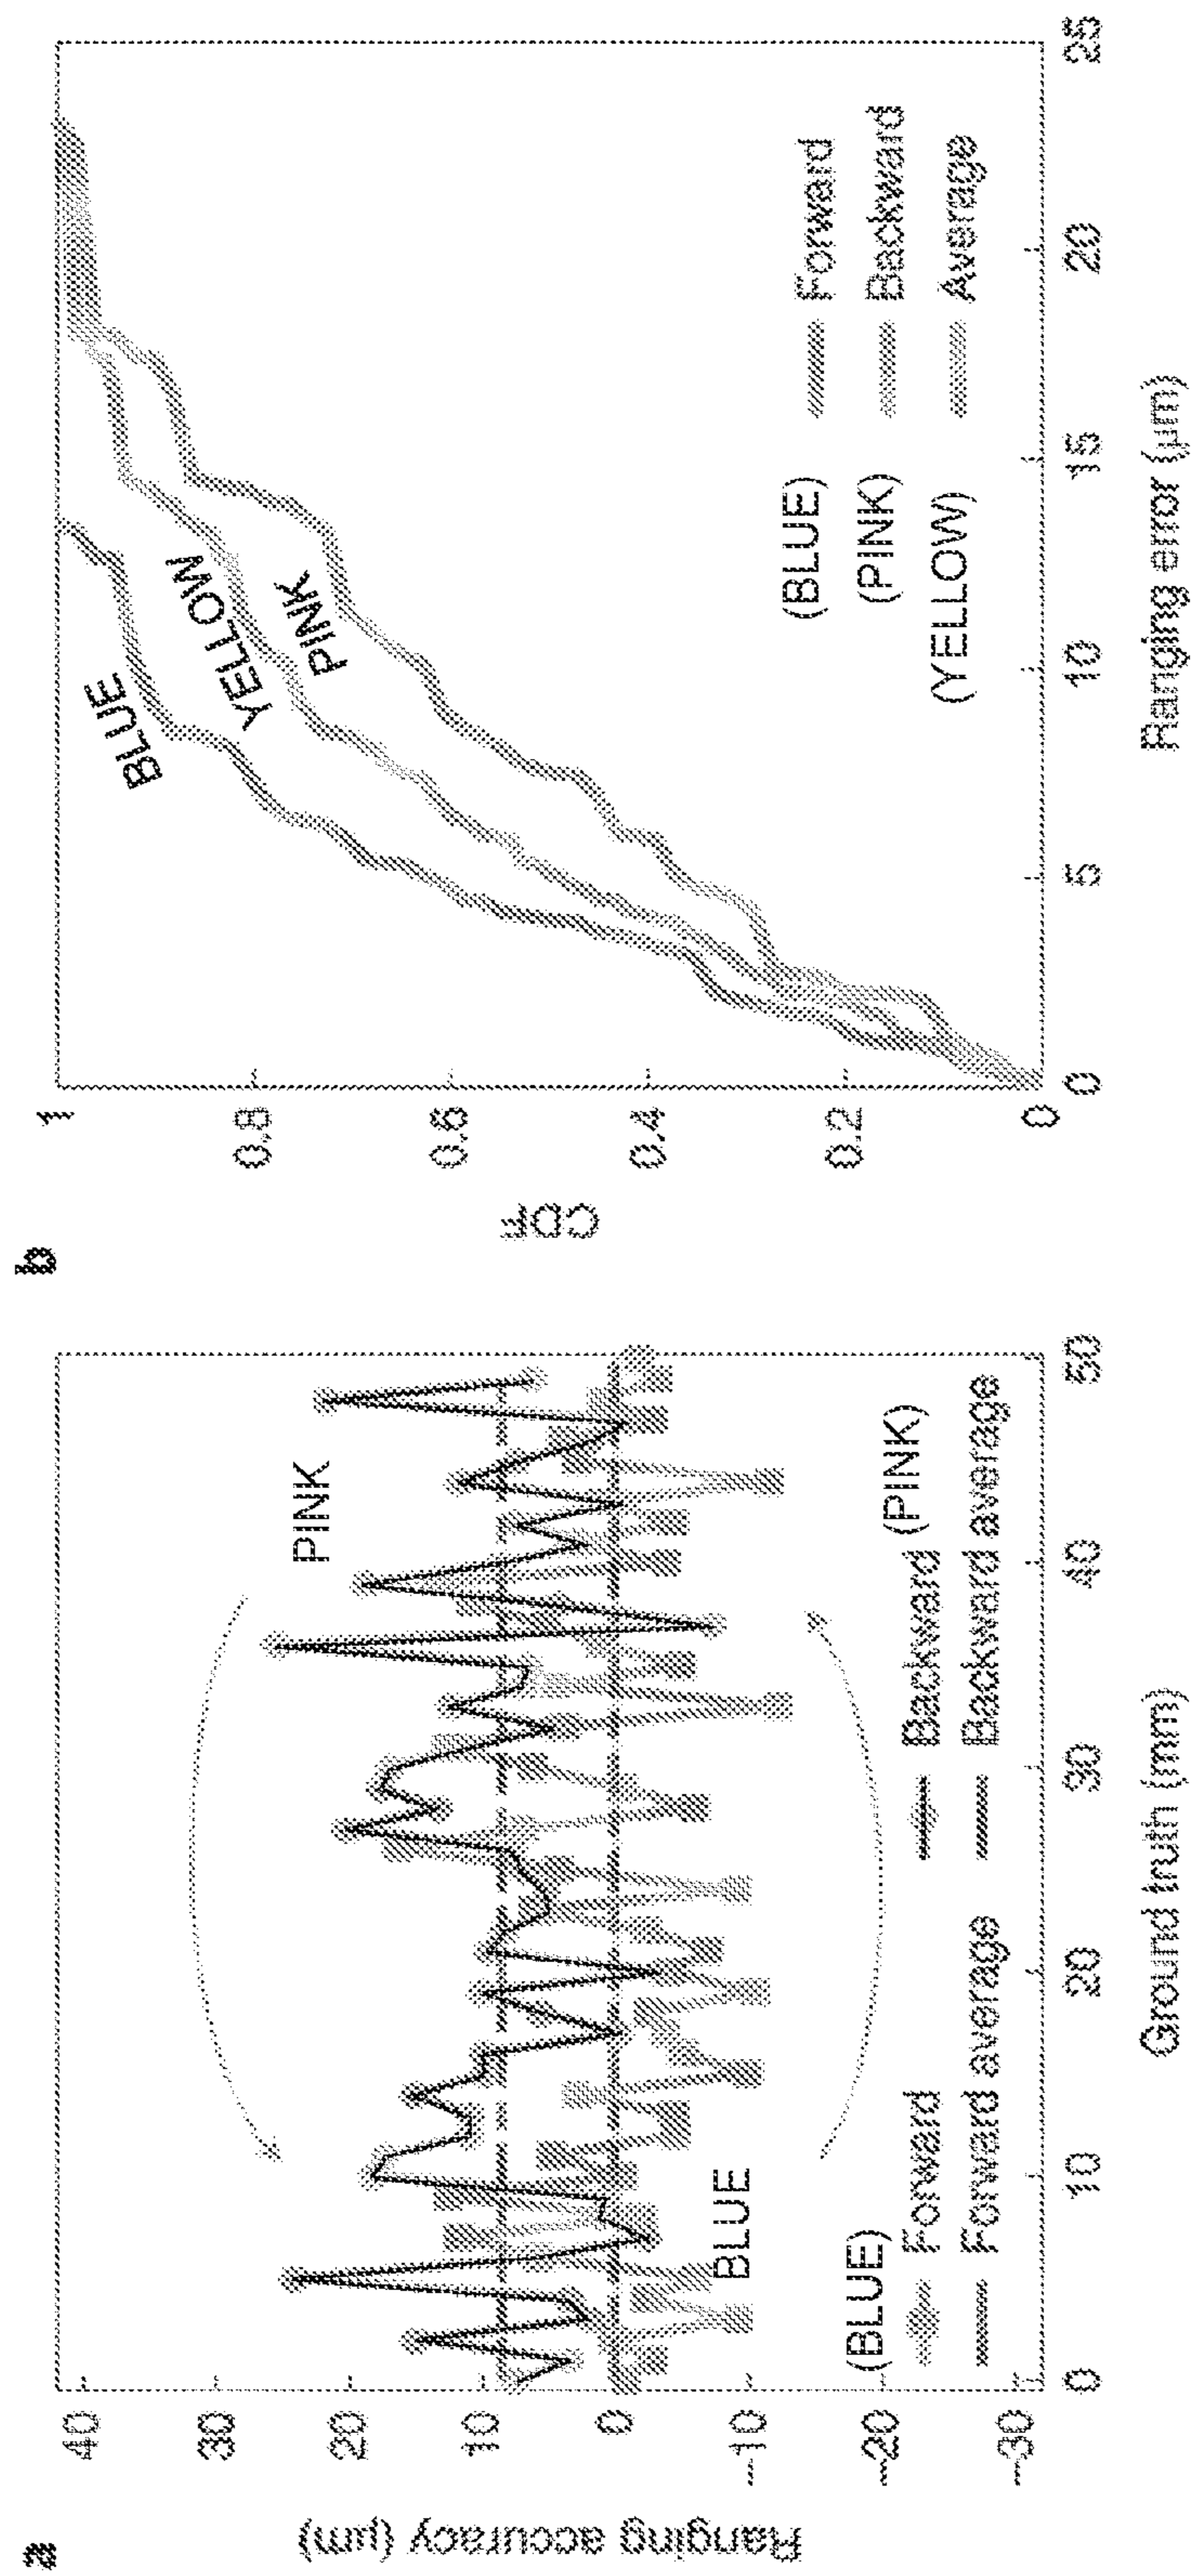 a
Ranging accuracy (μm)
40
30
20
10
0
-10
-20
-30
PINK
BLUE
(BLUE)
Forward
Backward (PINK)
Forward average
Backward average
0
10
20
30
40
50
Ground truth (mm)
b
CDF
1
0.8
0.6
0.4
0.2
0
BLUE
YELLOW
PINK
(BLUE) Forward
(PINK) Backward
(YELLOW) Average
0
5
10
15
20
25
Ranging error (μm)